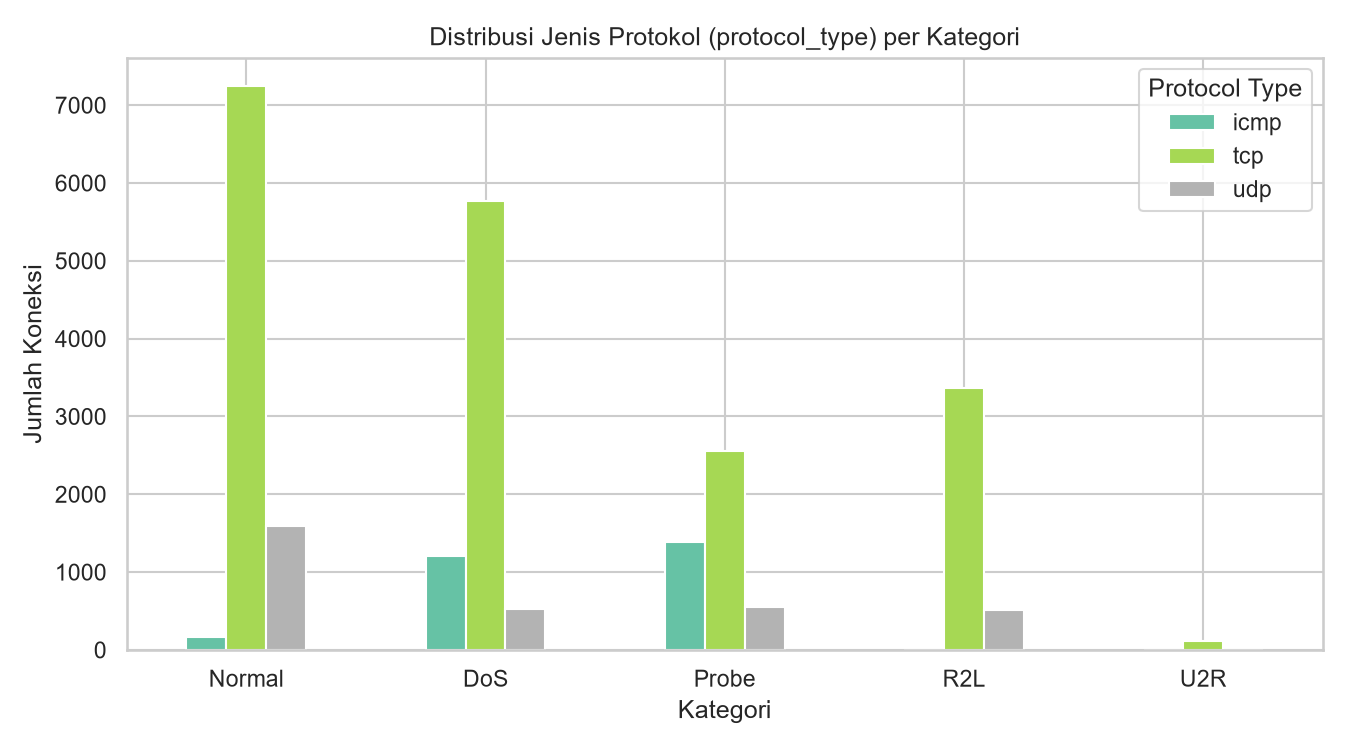 Distribusi Jenis Protokol (protocol_type) per Kategori
Protocol Type
icmp
tcp
udp
Jumlah Koneksi
7000
6000
5000
4000
3000
2000
1000
0
Normal DoS Probe R2L U2R
Kategori